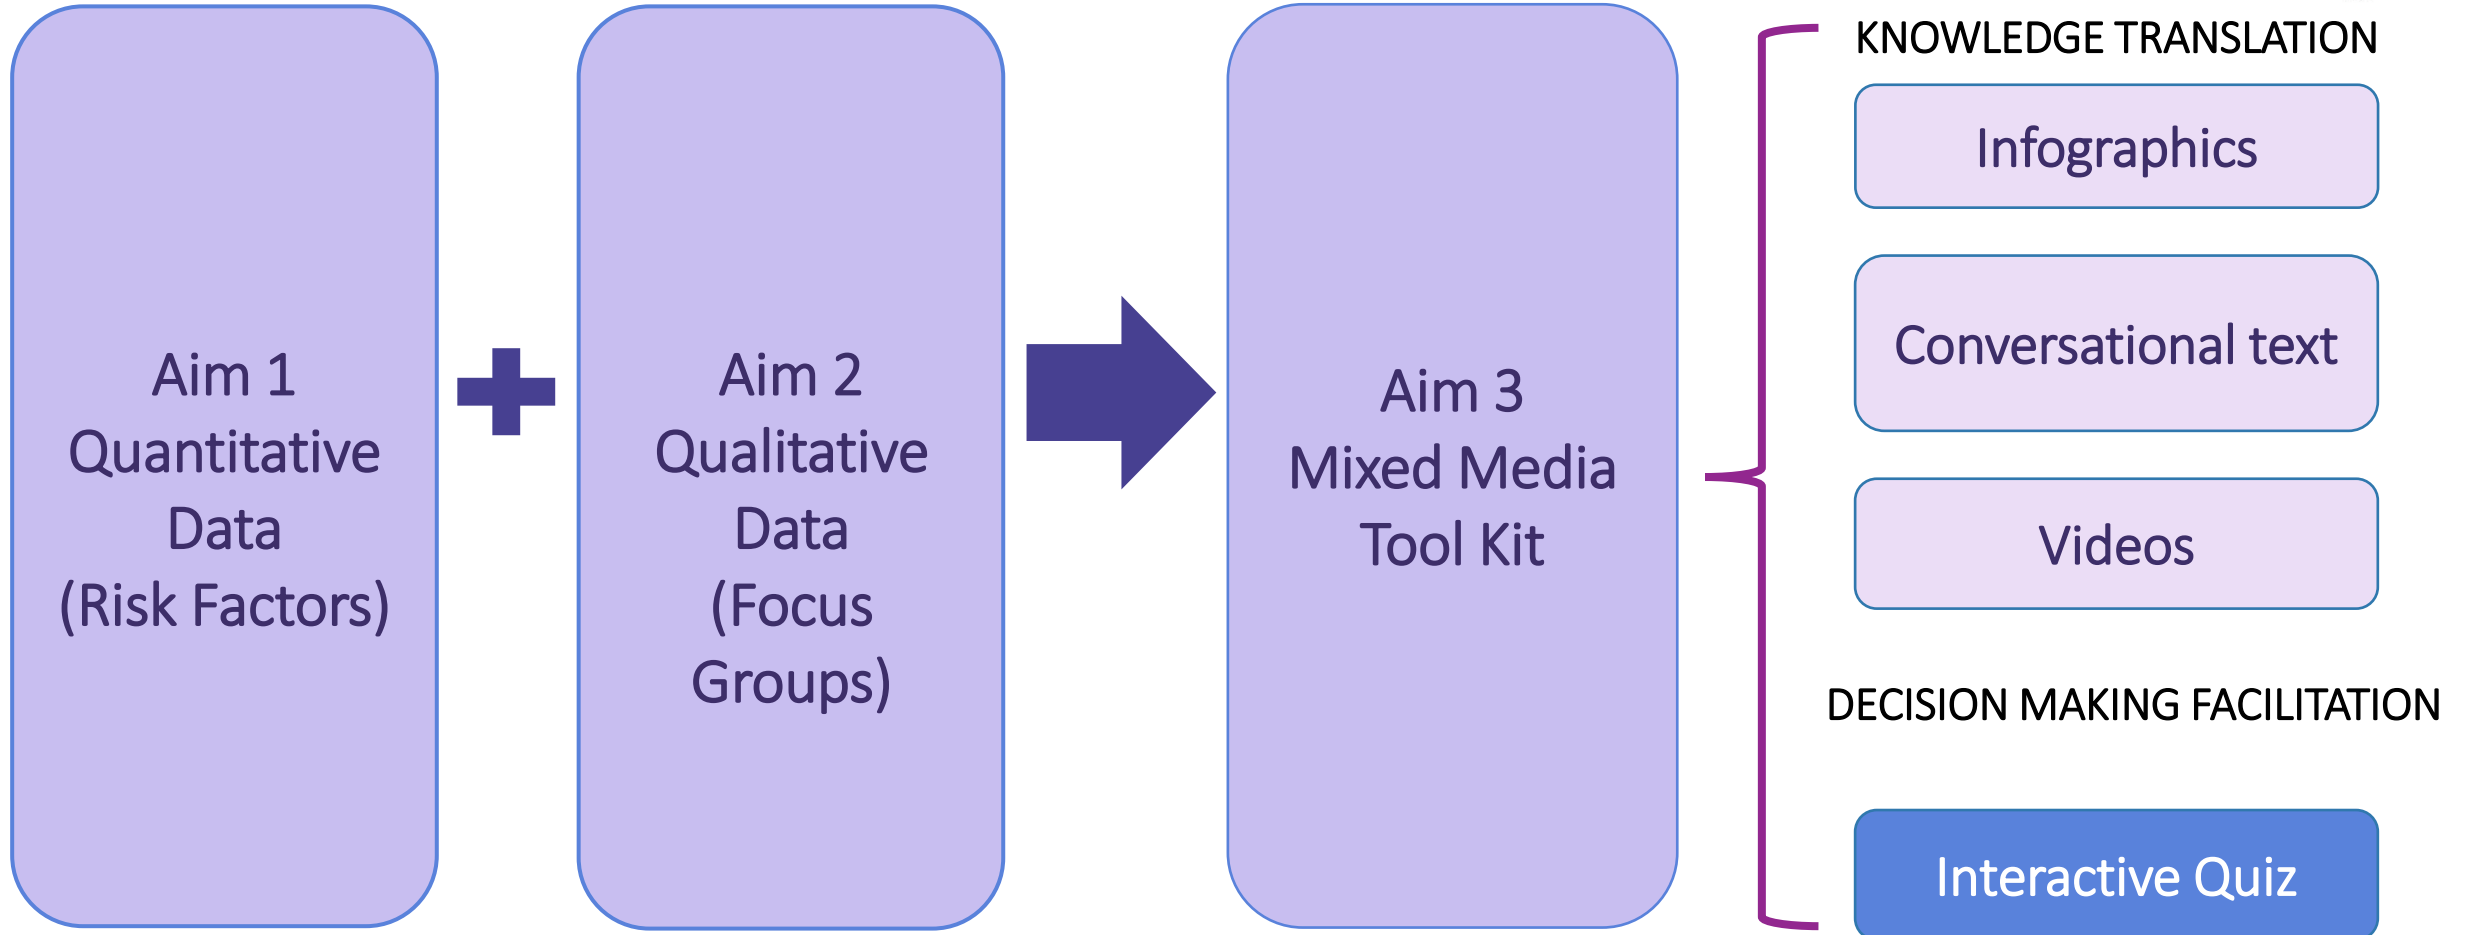 Aim 1
Quantitative
Data
(Risk Factors)
Aim 2
Qualitative
Data
(Focus
Groups)
Aim 3
Mixed Media
Tool Kit
KNOWLEDGE TRANSLATION
Infographics
Conversational text
Videos
DECISION MAKING FACILITATION
Interactive Quiz